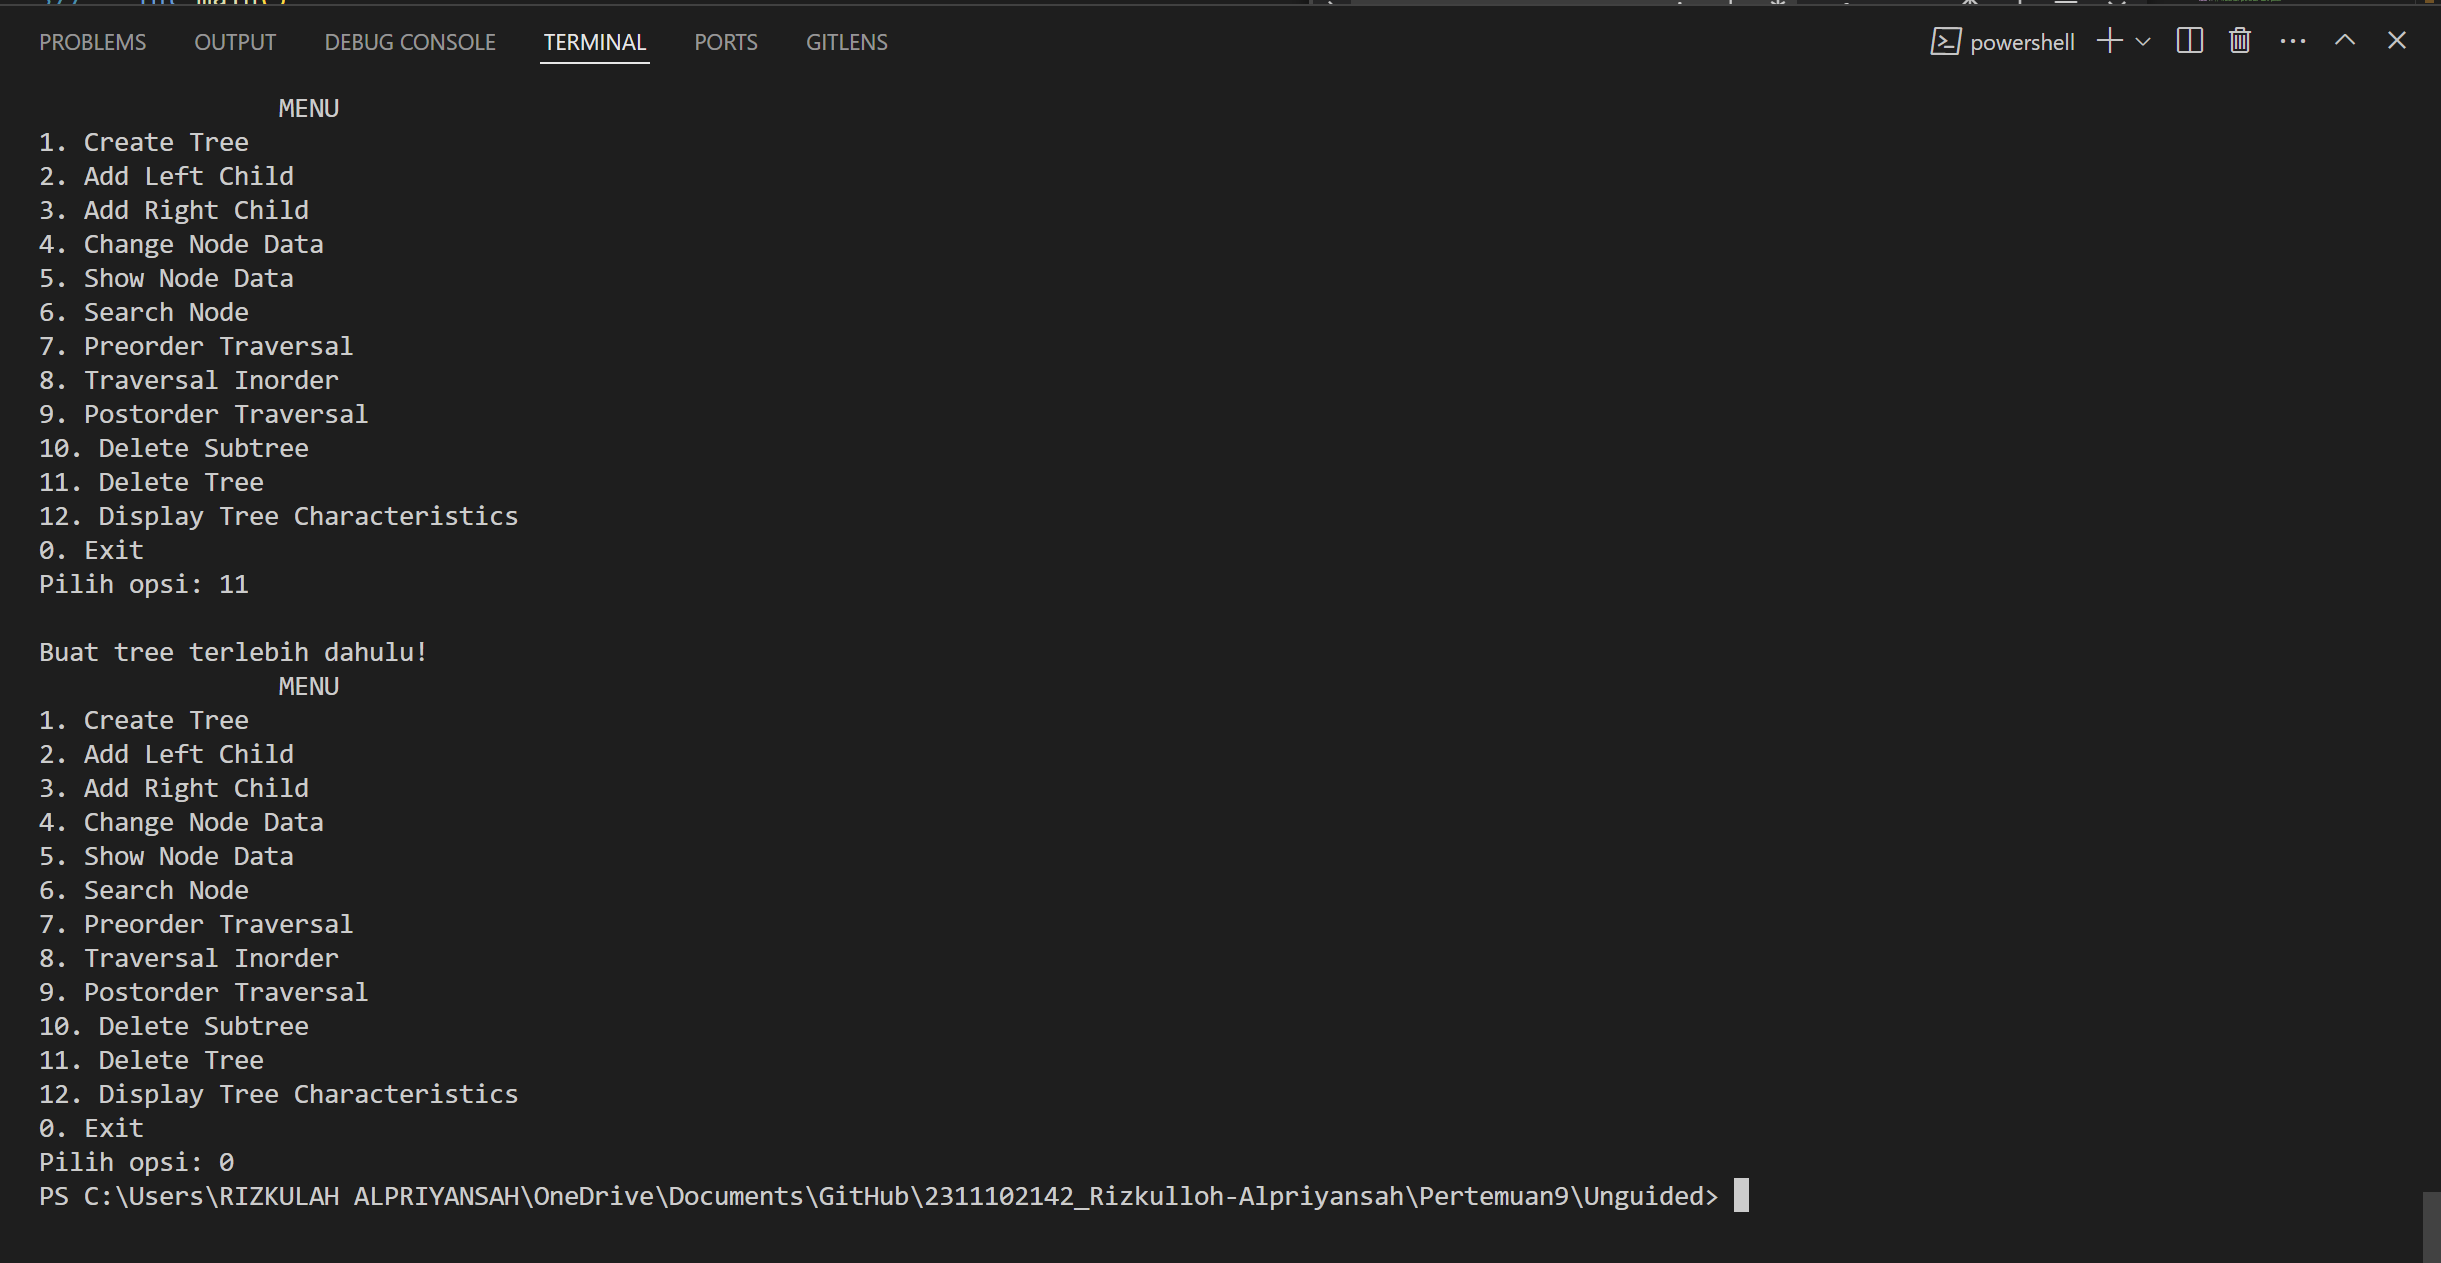 PROBLEMS OUTPUT DEBUG CONSOLE TERMINAL PORTS GITLENS powershell
MENU
1. Create Tree
2. Add Left Child
3. Add Right Child
4. Change Node Data
5. Show Node Data
6. Search Node
7. Preorder Traversal
8. Traversal Inorder
9. Postorder Traversal
10. Delete Subtree
11. Delete Tree
12. Display Tree Characteristics
0. Exit
Pilih opsi: 11
Buat tree terlebih dahulu!
MENU
1. Create Tree
2. Add Left Child
3. Add Right Child
4. Change Node Data
5. Show Node Data
6. Search Node
7. Preorder Traversal
8. Traversal Inorder
9. Postorder Traversal
10. Delete Subtree
11. Delete Tree
12. Display Tree Characteristics
0. Exit
Pilih opsi: 0
PS C:\Users\RIZKULAH ALPRIYANSAH\OneDrive\Documents\GitHub\2311102142_Rizkulloh-Alpriyansah\Pertemuan9\Unguided>